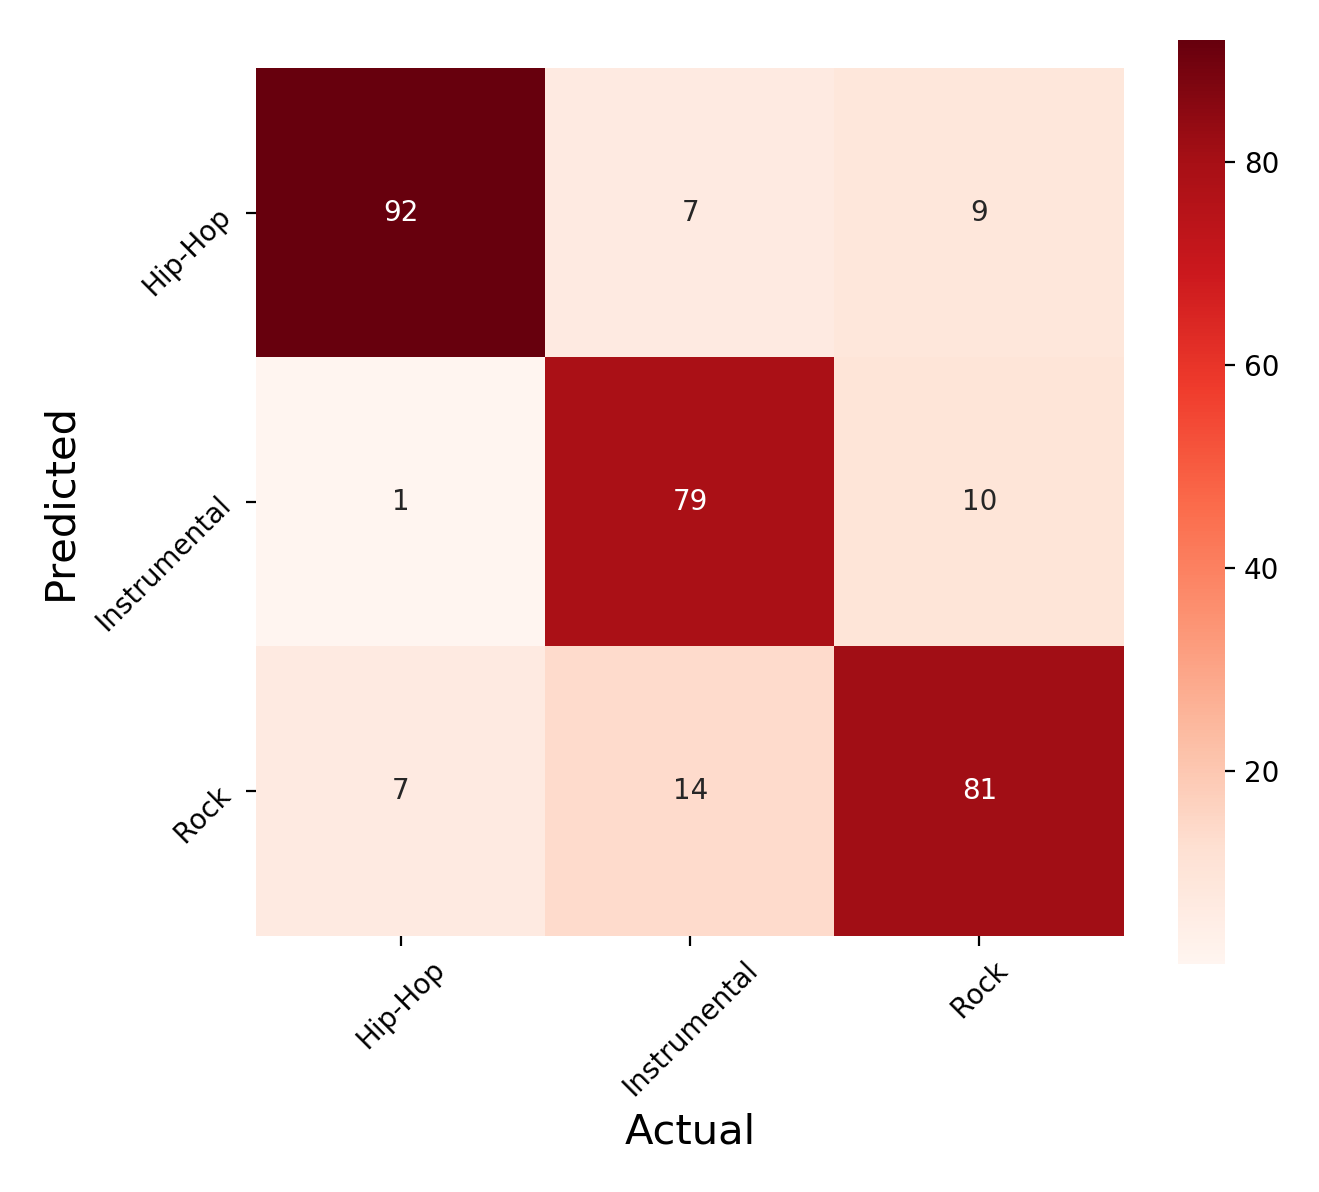 Predicted
Hip-Hop
Instrumental
Rock
92 7 9
1 79 10
7 14 81
Hip-Hop Instrumental Rock
Actual
80
60
40
20